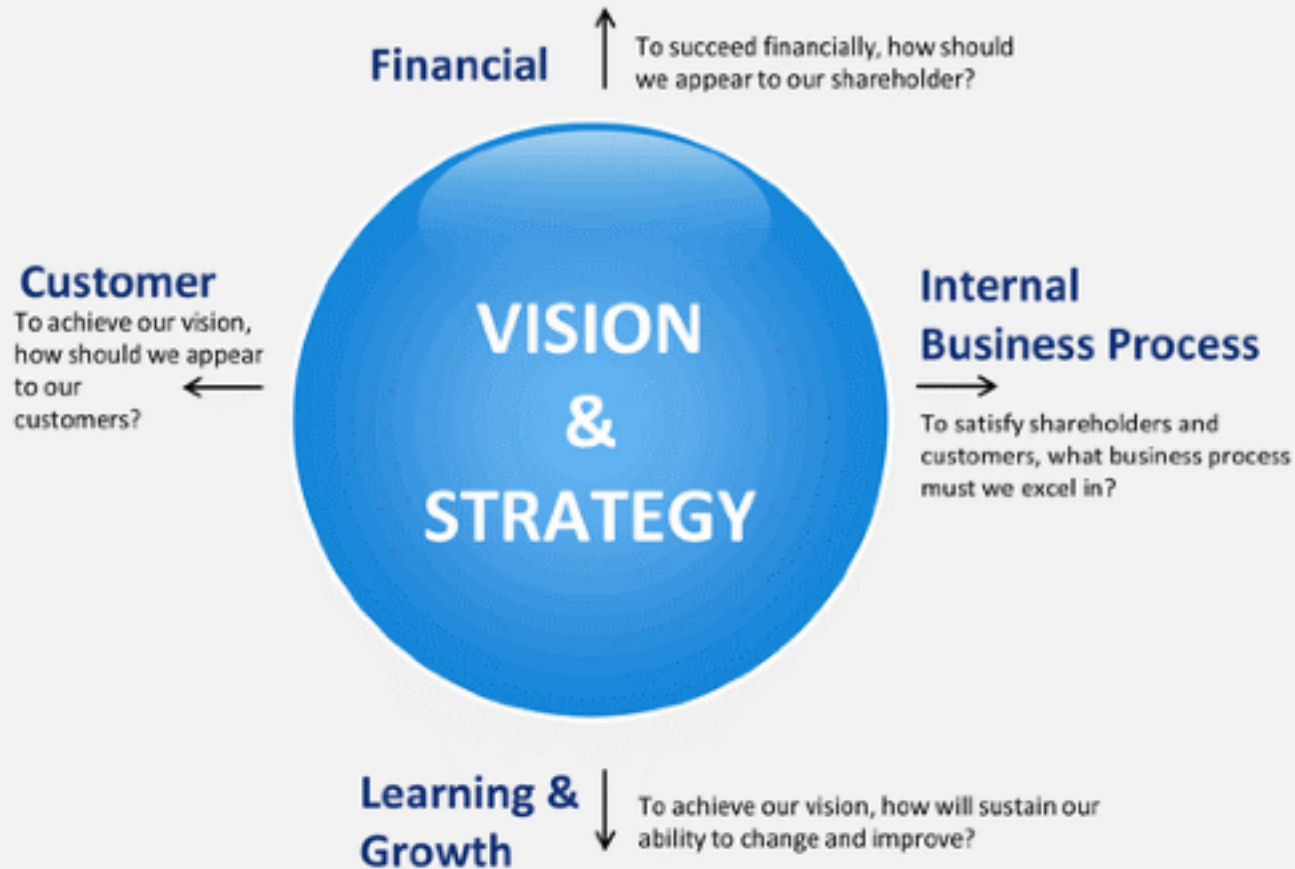 Financial
To succeed financially, how should
we appear to our shareholder?
Customer
To achieve our vision,
how should we appear
to our
customers?
VISION
&
STRATEGY
Internal
Business Process
To satisfy shareholders and
customers, what business process
must we excel in?
Learning &
Growth
To achieve our vision, how will sustain our
ability to change and improve?